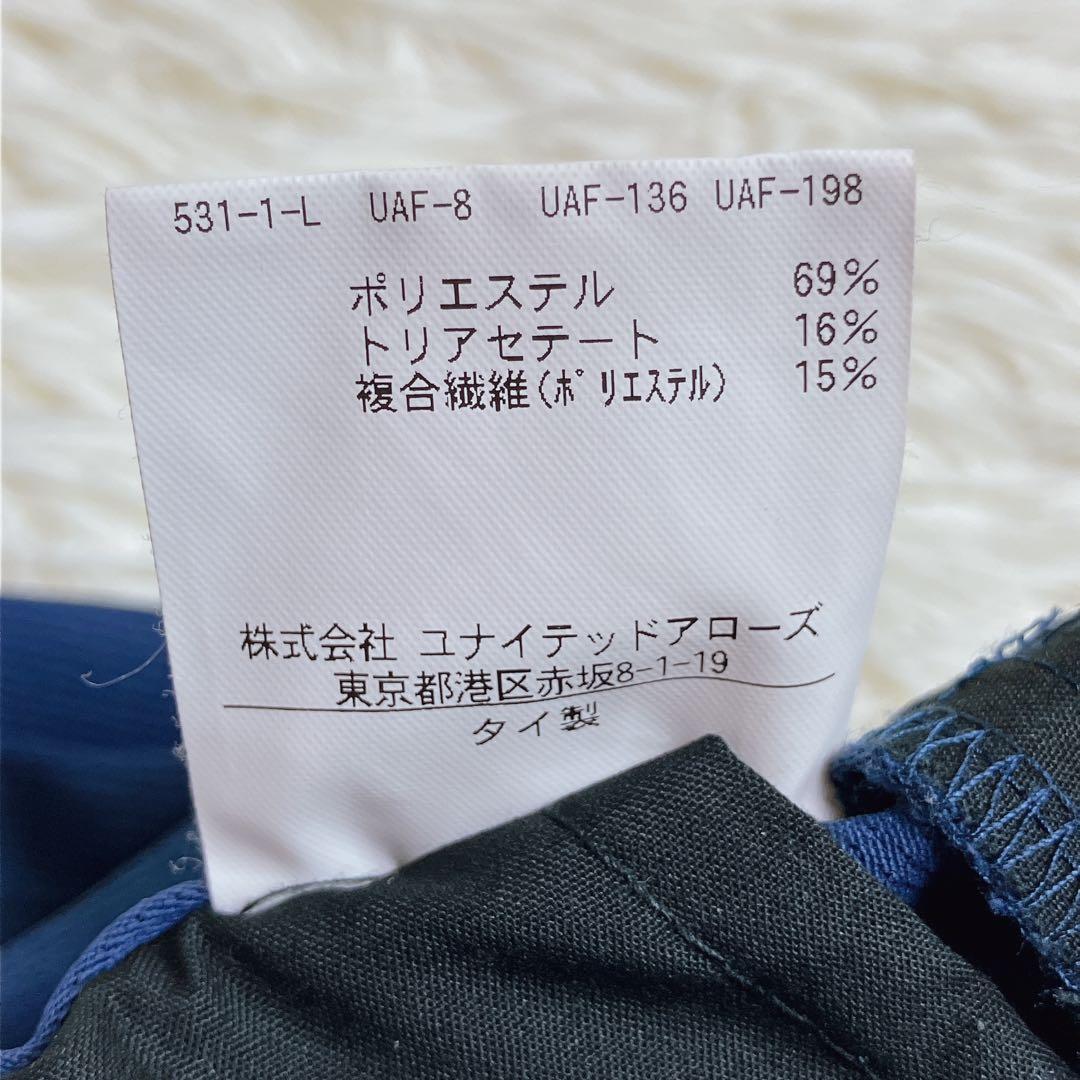 531-1-L UAF-8 UAF-136 UAF-198
ポリエステル 69%
トリアセテート 16%
複合繊維(ﾎﾟﾘｴｽﾃﾙ) 15%
株式会社 ユナイテッドアローズ
東京都港区赤坂8-1-19
タイ製